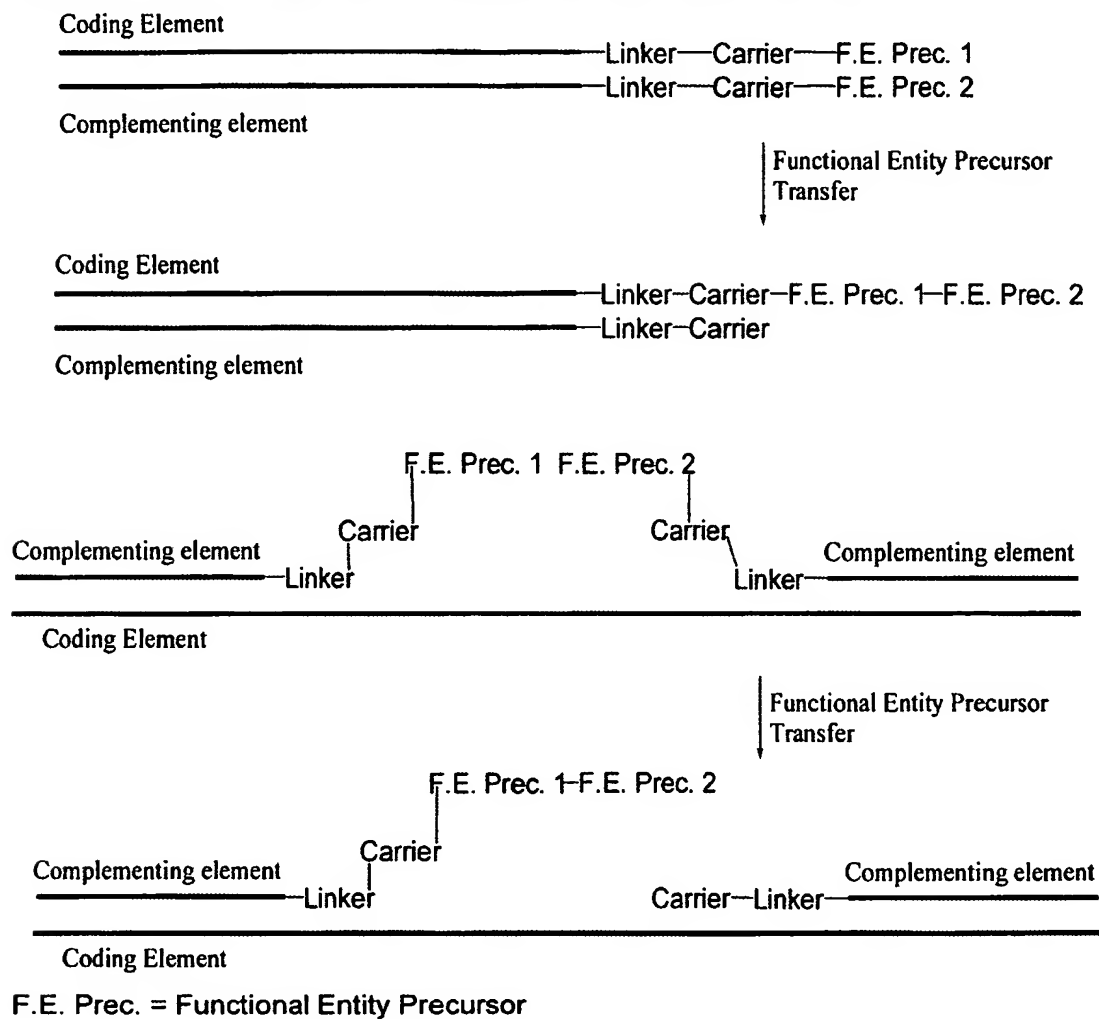 Coding Element
Linker—Carrier—F.E. Prec. 1
Linker—Carrier—F.E. Prec. 2
Complementing element
Functional Entity Precursor
Transfer
Coding Element
Linker–Carrier–F.E. Prec. 1–F.E. Prec. 2
Linker–Carrier
Complementing element
F.E. Prec. 1 F.E. Prec. 2
Carrier Carrier
Complementing element Complementing element
Linker Linker
Coding Element
Functional Entity Precursor
Transfer
F.E. Prec. 1–F.E. Prec. 2
Carrier
Complementing element Complementing element
Linker Carrier–Linker
Coding Element
F.E. Prec. = Functional Entity Precursor